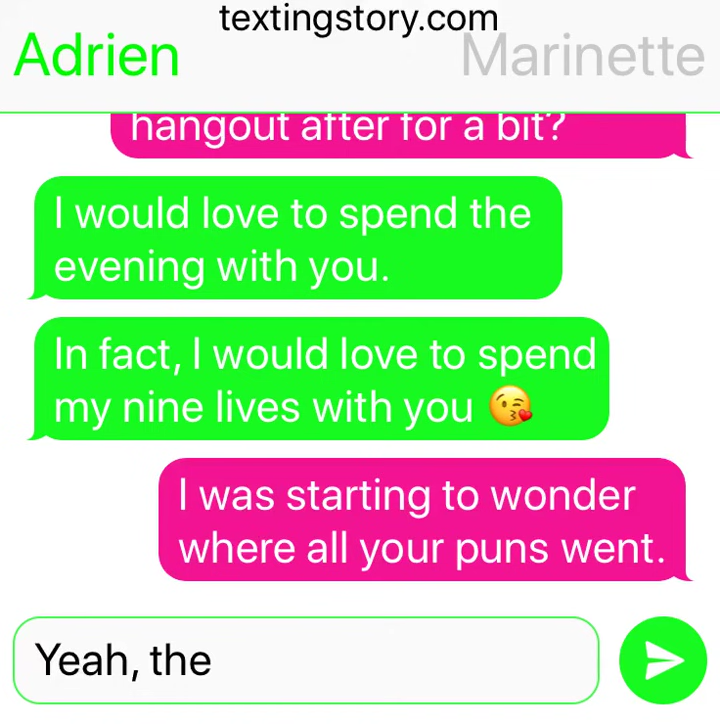 textingstory.com
Adrien
Marinette
hangout after for a bit?
I would love to spend the
evening with you.
In fact, I would love to spend
my nine lives with you 😘
I was starting to wonder
where all your puns went.
Yeah, the